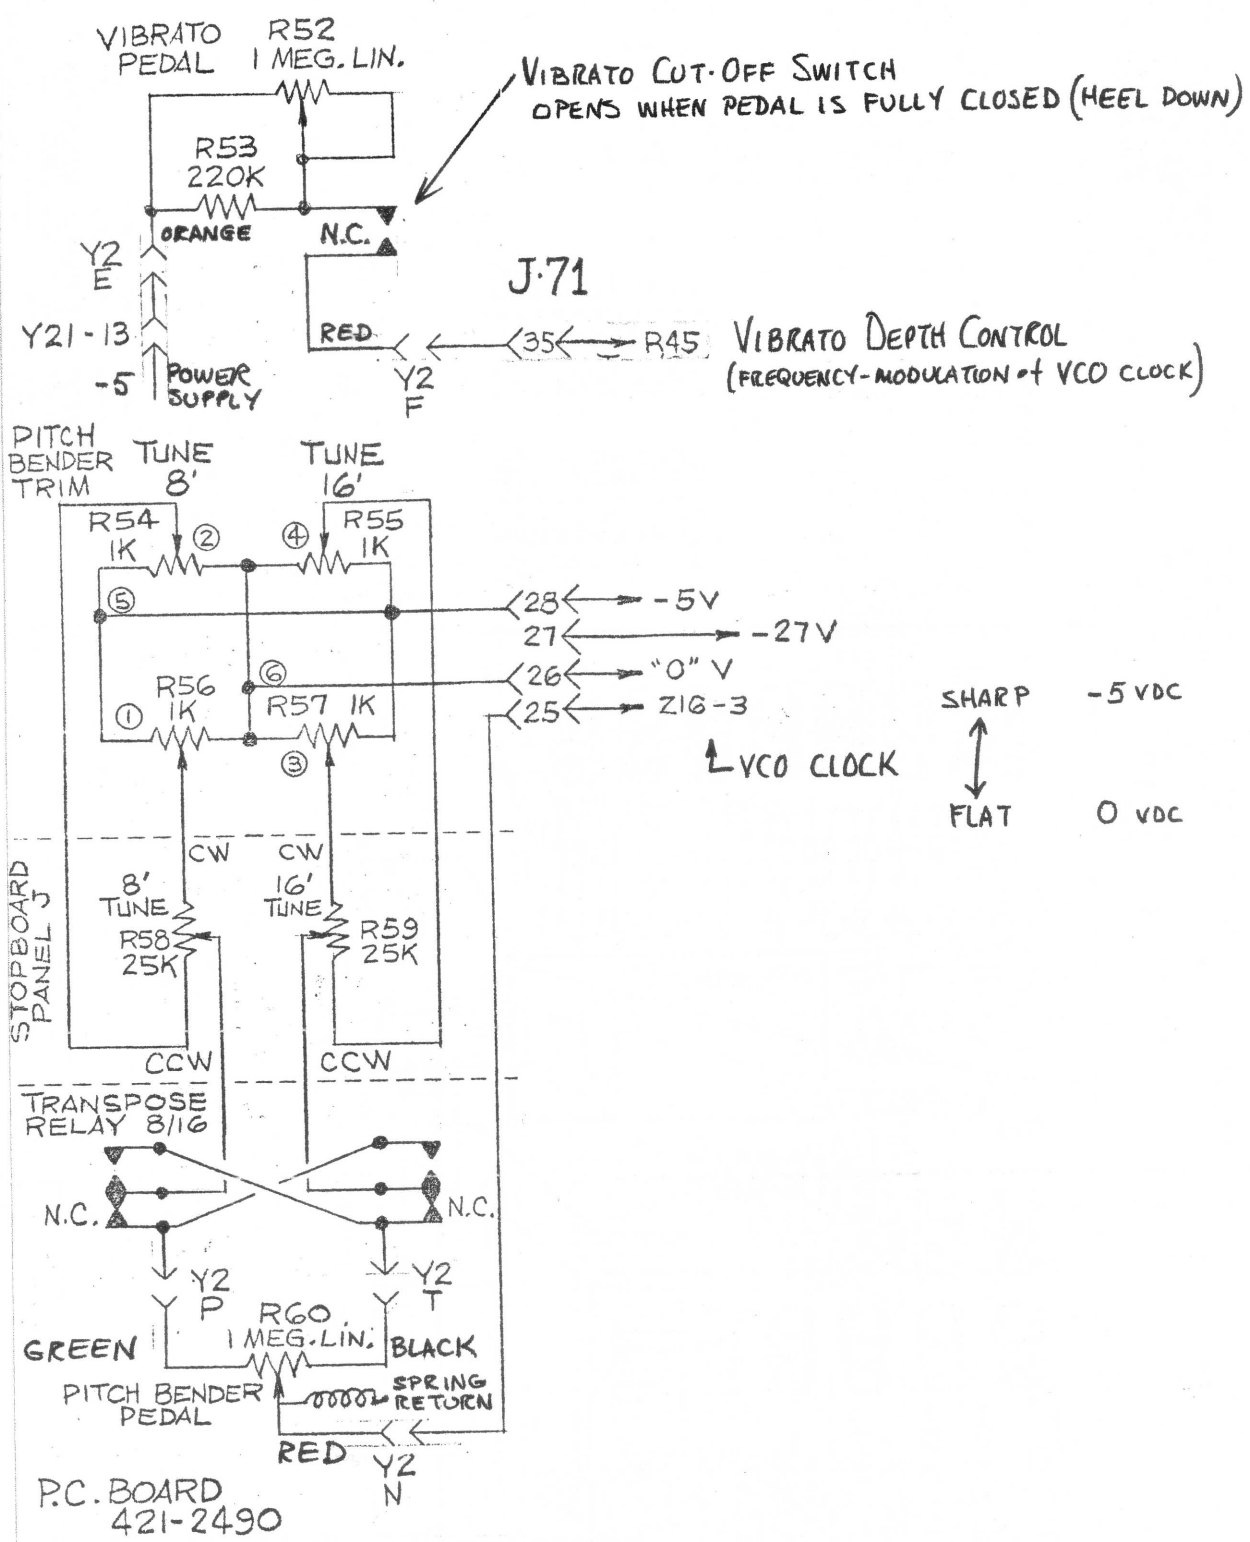 VIBRATO
PEDAL
R52
1 MEG. LIN.
VIBRATO CUT-OFF SWITCH
OPENS WHEN PEDAL IS FULLY CLOSED (HEEL DOWN)
R53
220K
ORANGE
N.C.
Y2
E
J-71
Y21-13
RED
35
R45
VIBRATO DEPTH CONTROL
(FREQUENCY-MODULATION of VCO CLOCK)
Y2
F
-5
POWER
SUPPLY
PITCH
BENDER
TRIM
TUNE
8'
TUNE
16'
R54
1K
②
④
R55
1K
⑤
28
-5V
27
-27V
⑥
26
"0" V
25
Z16-3
R56
1K
①
R57 1K
③
VCO CLOCK
SHARP -5 VDC
FLAT 0 VDC
CW
CW
STOPBOARD
PANEL J
8'
TUNE
R58
25K
16'
TUNE
R59
25K
CCW
CCW
TRANSPOSE
RELAY 8/16
N.C.
N.C.
Y2
P
Y2
T
GREEN
R60
1 MEG. LIN.
BLACK
PITCH BENDER
PEDAL
SPRING
RETURN
RED
Y2
N
P.C. BOARD
421-2490